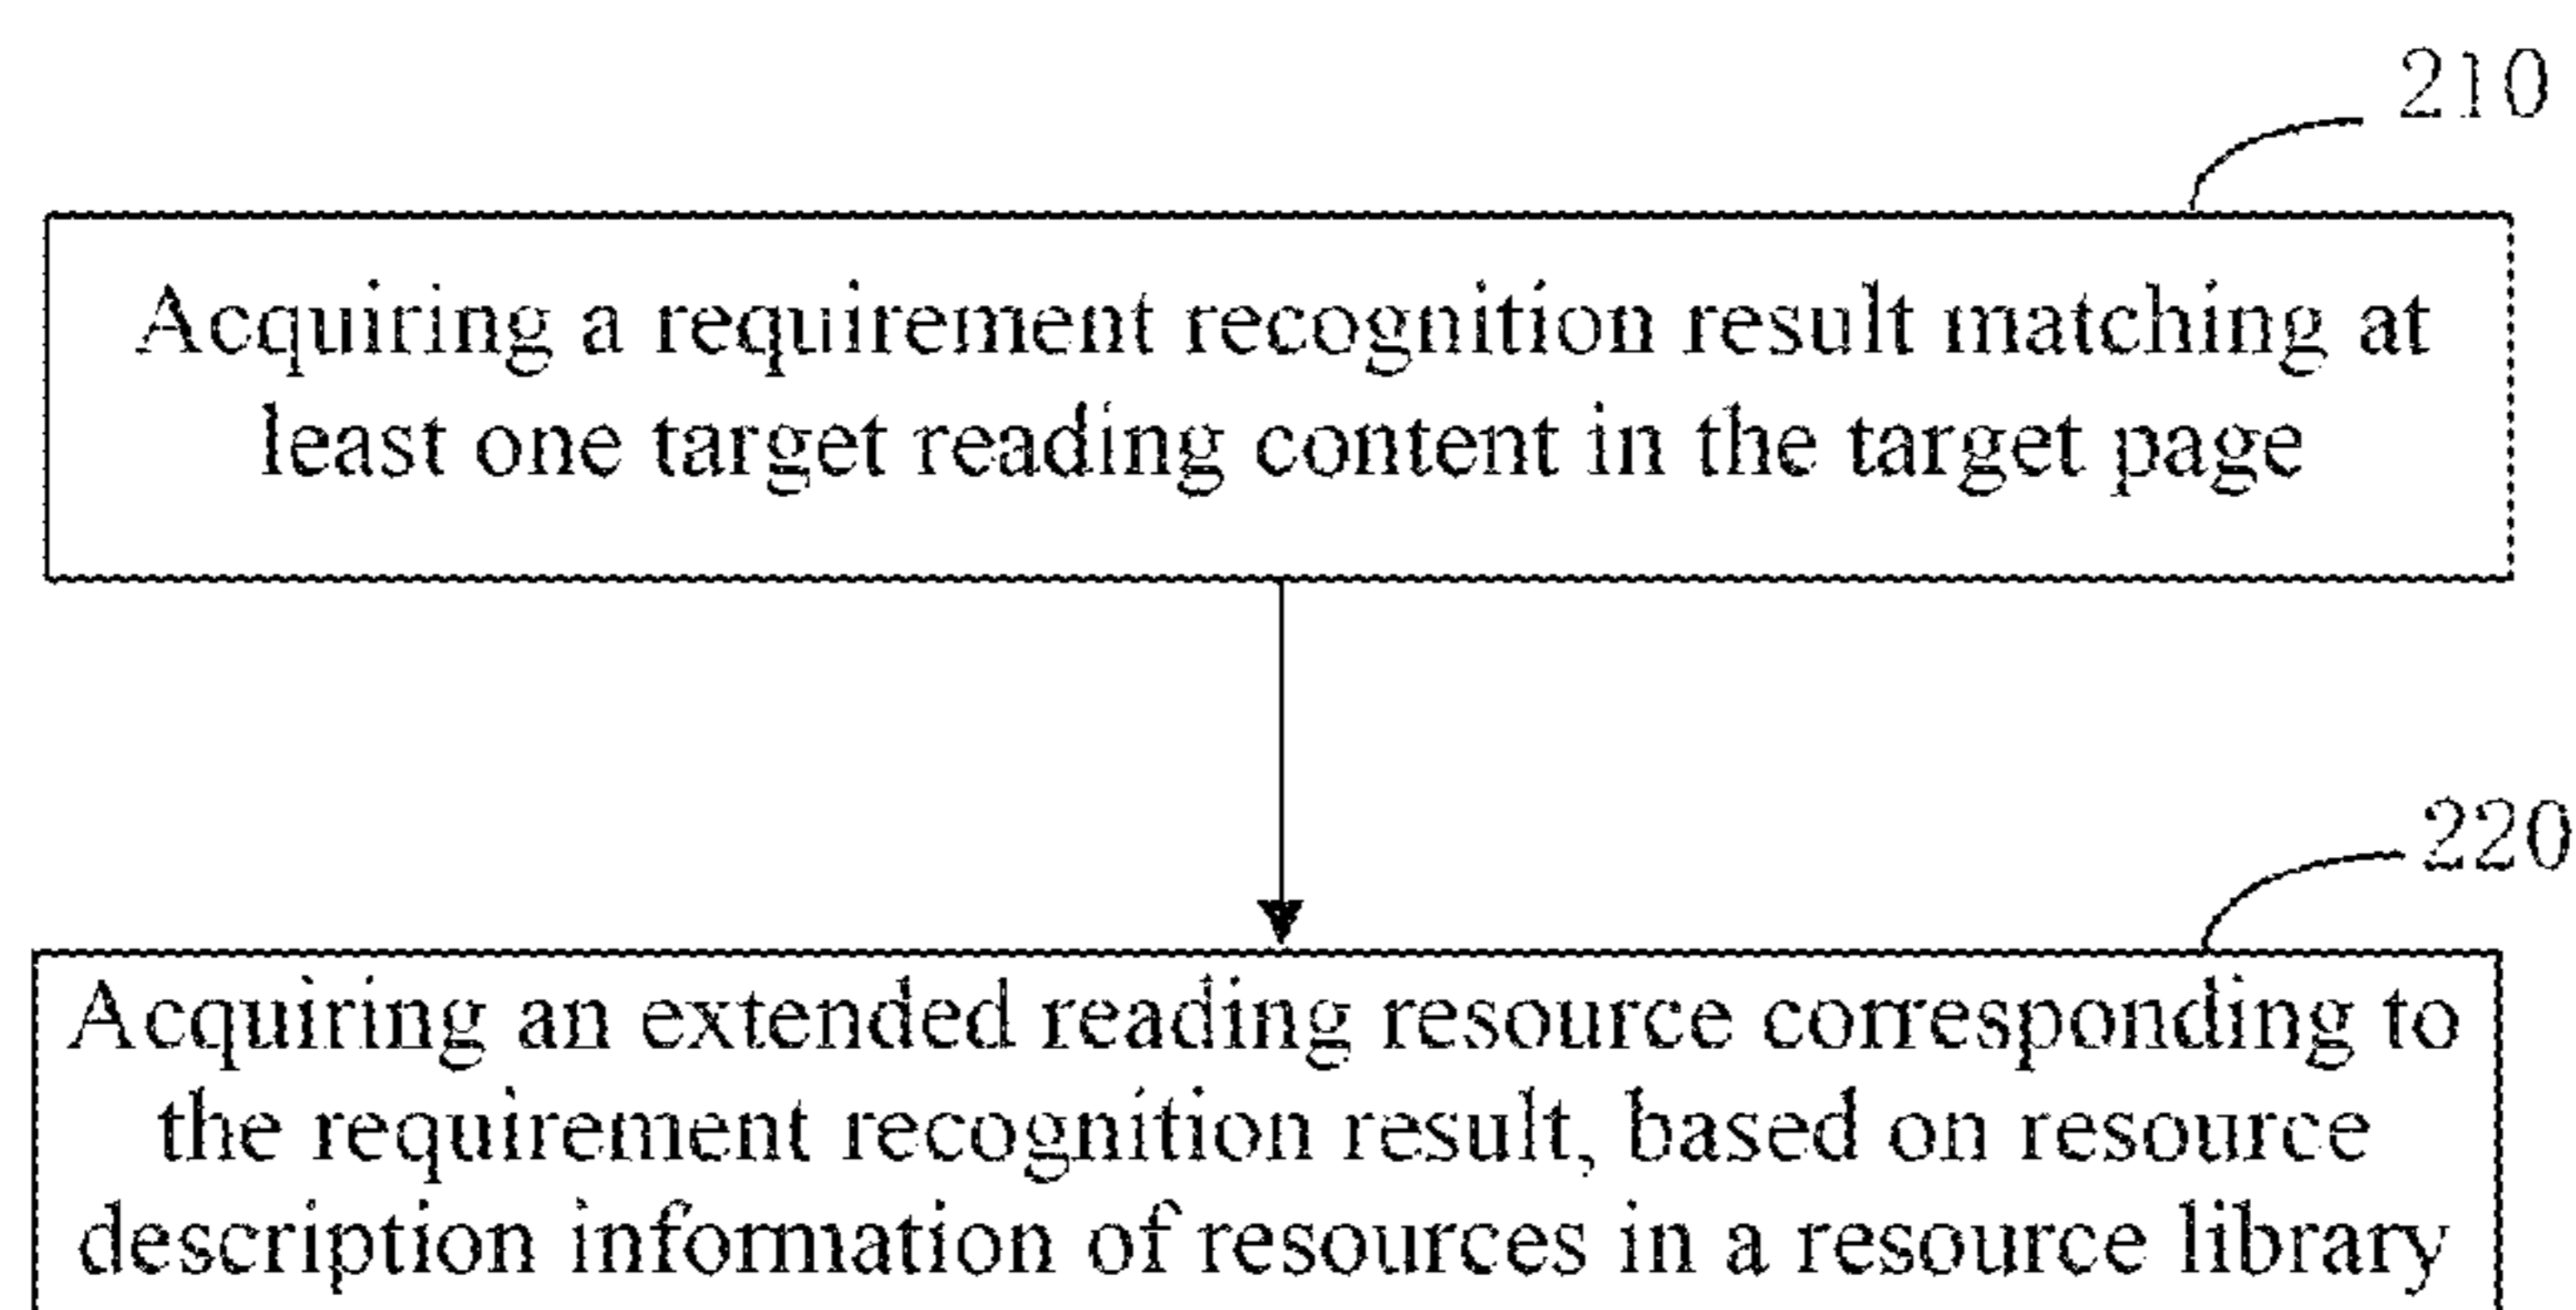 210
Acquiring a requirement recognition result matching at
least one target reading content in the target page
220
Acquiring an extended reading resource corresponding to
the requirement recognition result, based on resource
description information of resources in a resource library